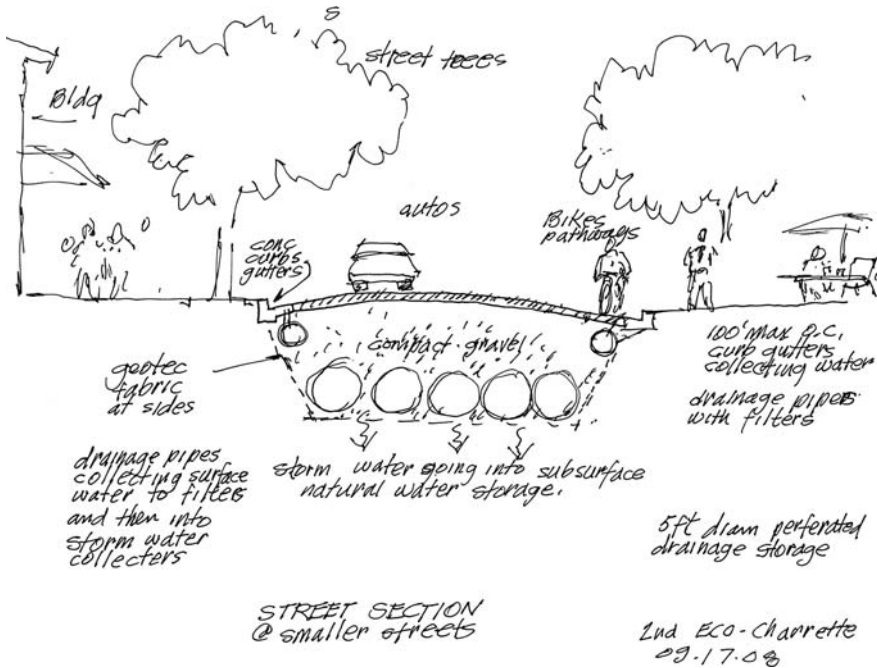 S
street teees
Bldg
autos
Bikes
pathways
conc
curbs
gutters
compact gravel
geotec
fabric
at sides
100' max o.c.
curb gutters
collecting water
drainage pipes
with filters
drainage pipes
collecting surface
water to filters
and then into
storm water
collecters
storm water going into subsurface
natural water storage.
5ft diam perferated
drainage storage
STREET SECTION
@ smaller streets
2nd ECO-Charrette
09.17.08